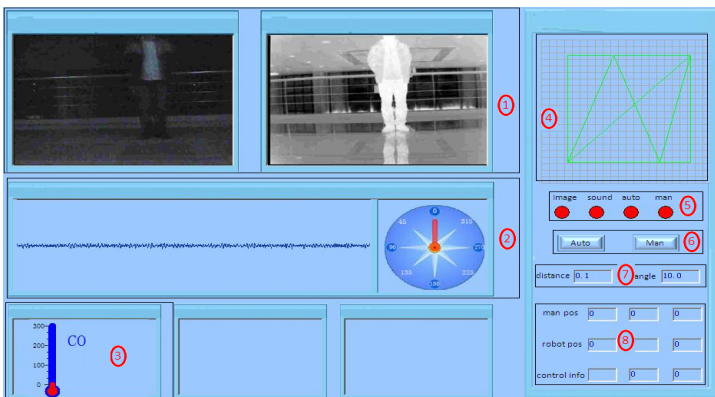 1
2
3
4
5
6
7
8
0
45
315
90
270
135
225
180
300-
200-
100-
0-
CO
Image sound auto man
Auto Man
distance 0.1 angle 10.0
man pos 0 0 0
robot pos 0 0
control info 0 0